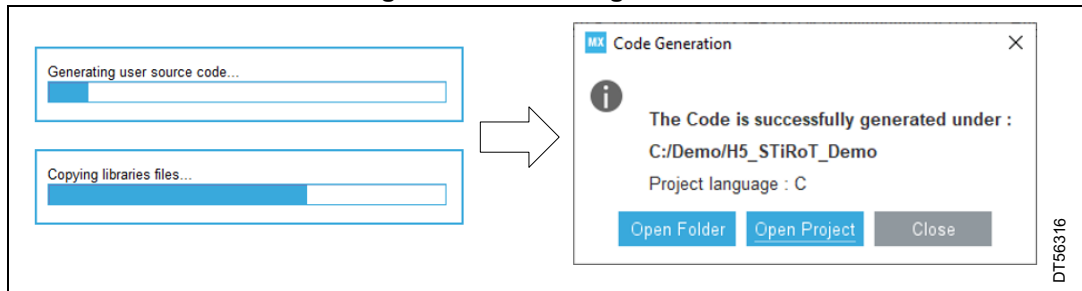 Generating user source code...
Copying libraries files...
MX Code Generation
The Code is successfully generated under :
C:/Demo/H5_STiRoT_Demo
Project language : C
Open Folder
Open Project
Close
DT56316